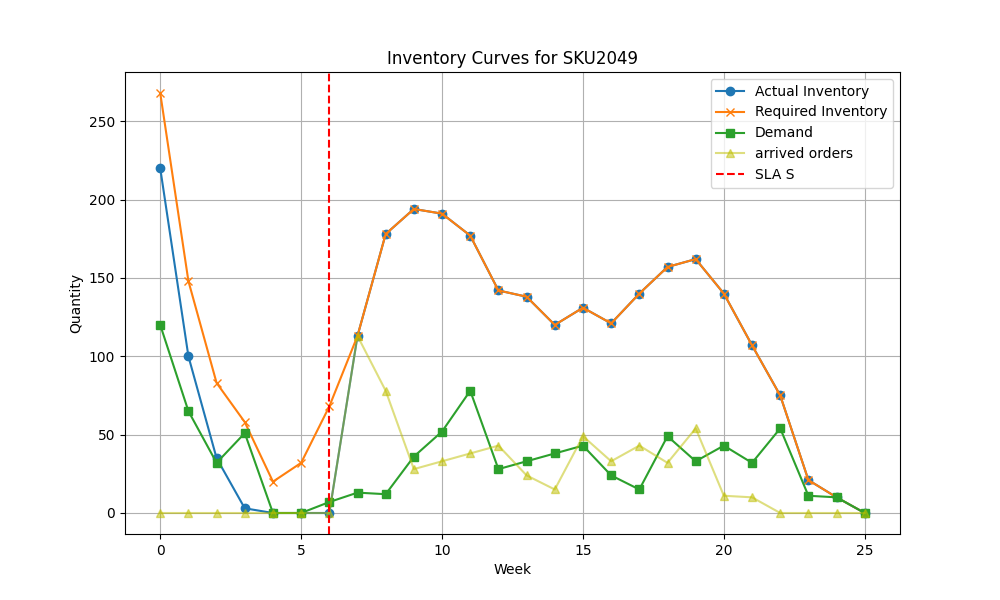 Inventory Curves for SKU2049
Actual Inventory
Required Inventory
Demand
arrived orders
SLA S
Quantity
250
200
150
100
50
0
0 5 10 15 20 25
Week